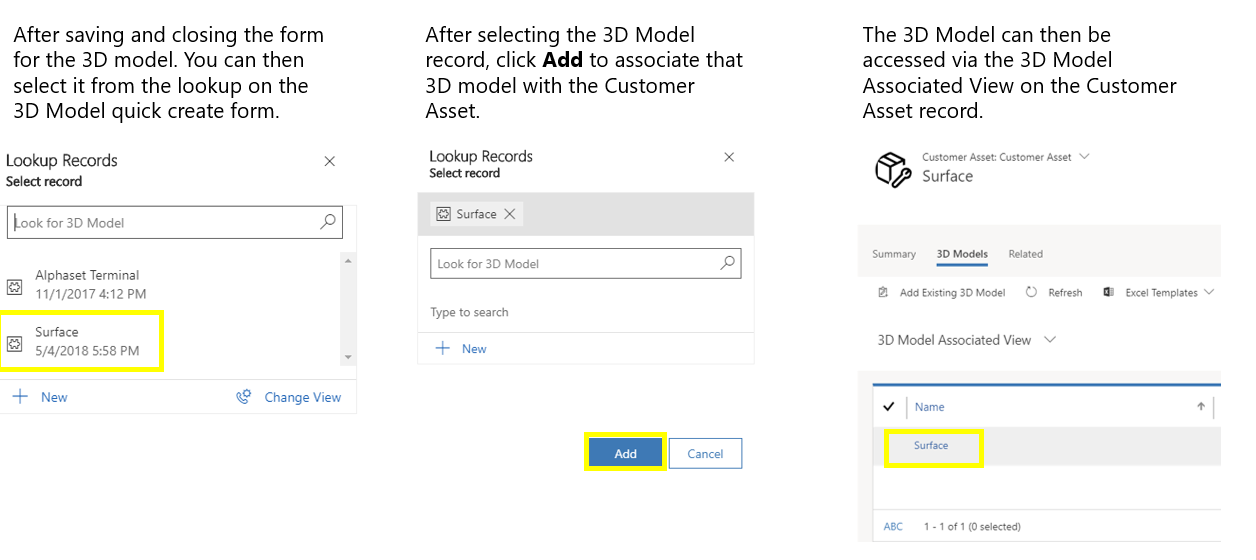 After saving and closing the form
for the 3D model. You can then
select it from the lookup on the
3D Model quick create form.
Lookup Records
Select record
Look for 3D Model
Alphaset Terminal
11/1/2017 4:12 PM
Surface
5/4/2018 5:58 PM
New
Change View
After selecting the 3D Model
record, click Add to associate that
3D model with the Customer
Asset.
Lookup Records
Select record
Surface
Look for 3D Model
Type to search
New
Add
Cancel
The 3D Model can then be
accessed via the 3D Model
Associated View on the Customer
Asset record.
Customer Asset: Customer Asset
Surface
Summary 3D Models Related
Add Existing 3D Model Refresh Excel Templates
3D Model Associated View
Name
Surface
ABC 1 - 1 of 1 (0 selected)